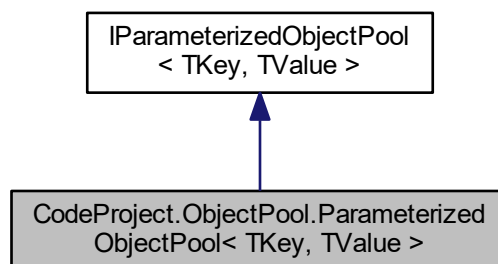 IParameterizedObjectPool
< TKey, TValue >
CodeProject.ObjectPool.Parameterized
ObjectPool< TKey, TValue >